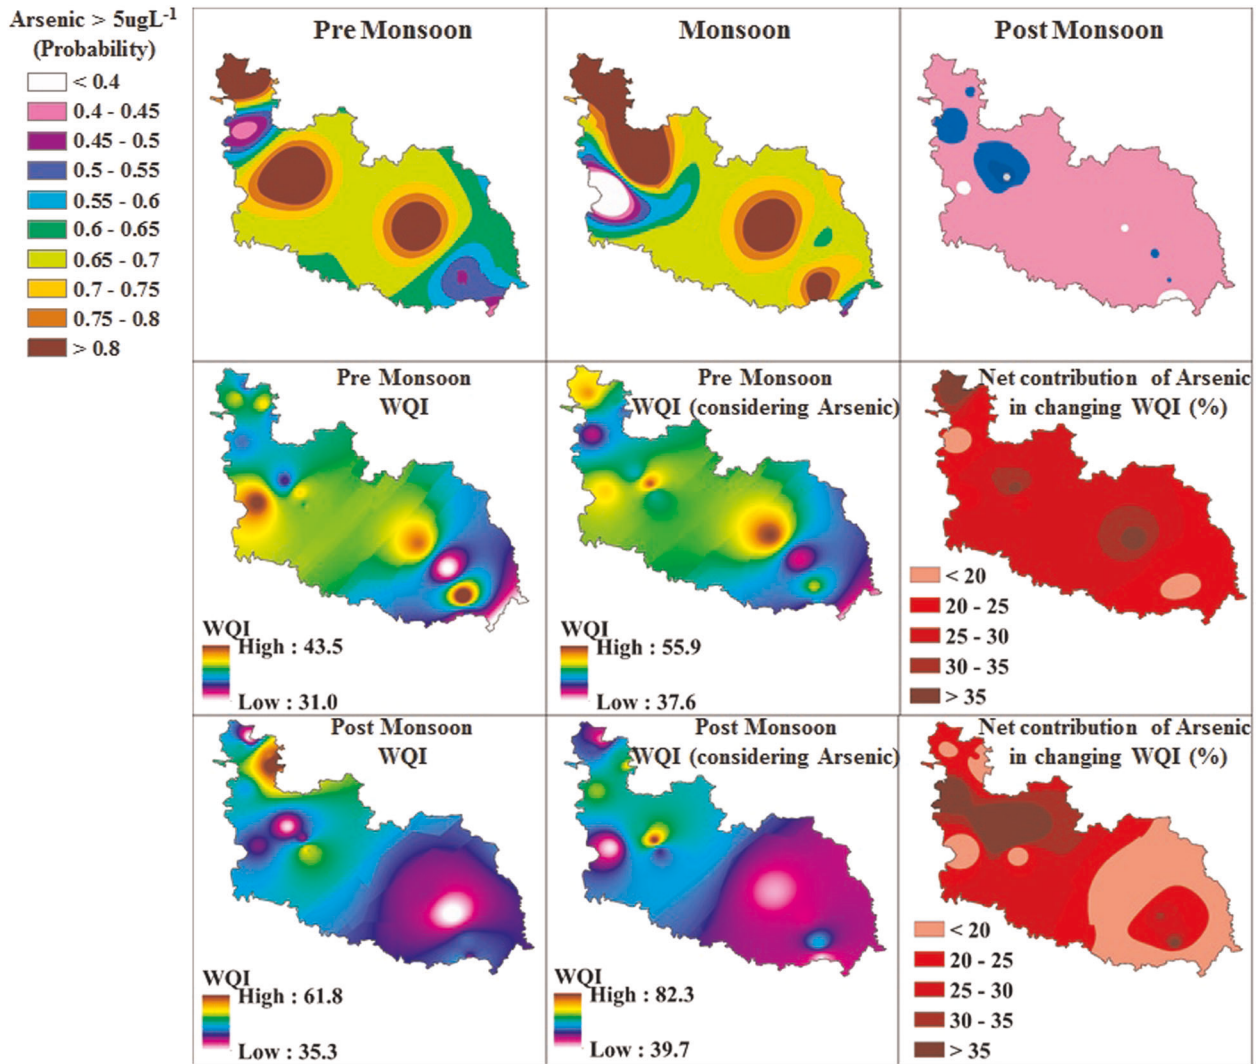 Arsenic > 5ugL-1
(Probability)
< 0.4
0.4 - 0.45
0.45 - 0.5
0.5 - 0.55
0.55 - 0.6
0.6 - 0.65
0.65 - 0.7
0.7 - 0.75
0.75 - 0.8
> 0.8
Pre Monsoon
Monsoon
Post Monsoon
Pre Monsoon
WQI
WQI
High : 43.5
Low : 31.0
Pre Monsoon
WQI (considering Arsenic)
WQI
High : 55.9
Low : 37.6
Net contribution of Arsenic
in changing WQI (%)
< 20
20 - 25
25 - 30
30 - 35
> 35
Post Monsoon
WQI
WQI
High : 61.8
Low : 35.3
Post Monsoon
WQI (considering Arsenic)
WQI
High : 82.3
Low : 39.7
Net contribution of Arsenic
in changing WQI (%)
< 20
20 - 25
25 - 30
30 - 35
> 35